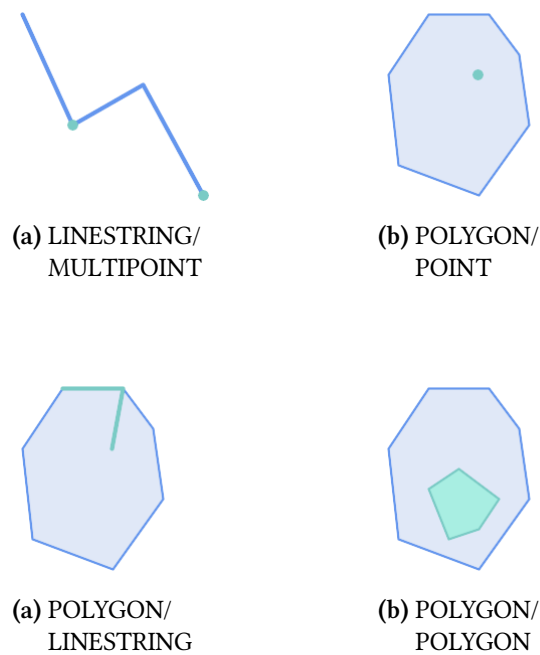 (a) LINESTRING/
MULTIPOINT
(b) POLYGON/
POINT
(a) POLYGON/
LINESTRING
(b) POLYGON/
POLYGON